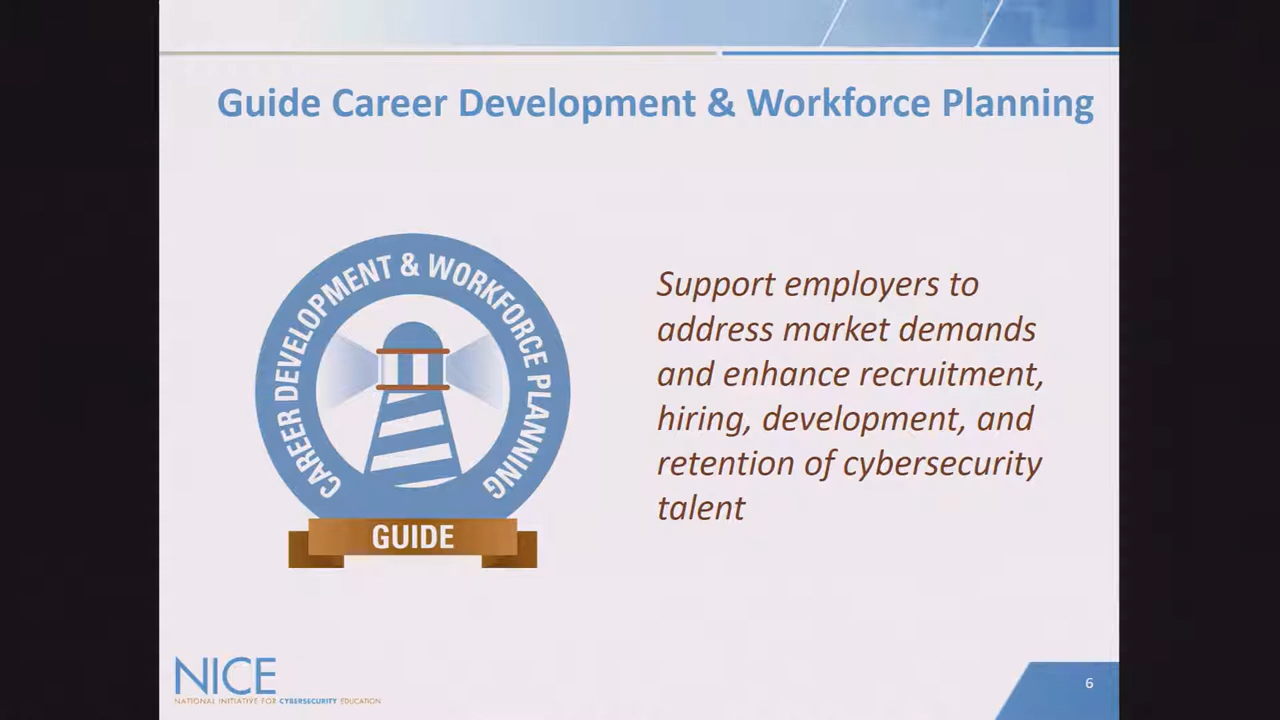 Guide Career Development & Workforce Planning
CAREER DEVELOPMENT & WORKFORCE PLANNING
GUIDE
Support employers to
address market demands
and enhance recruitment,
hiring, development, and
retention of cybersecurity
talent
NICE
NATIONAL INITIATIVE FOR CYBERSECURITY EDUCATION
6